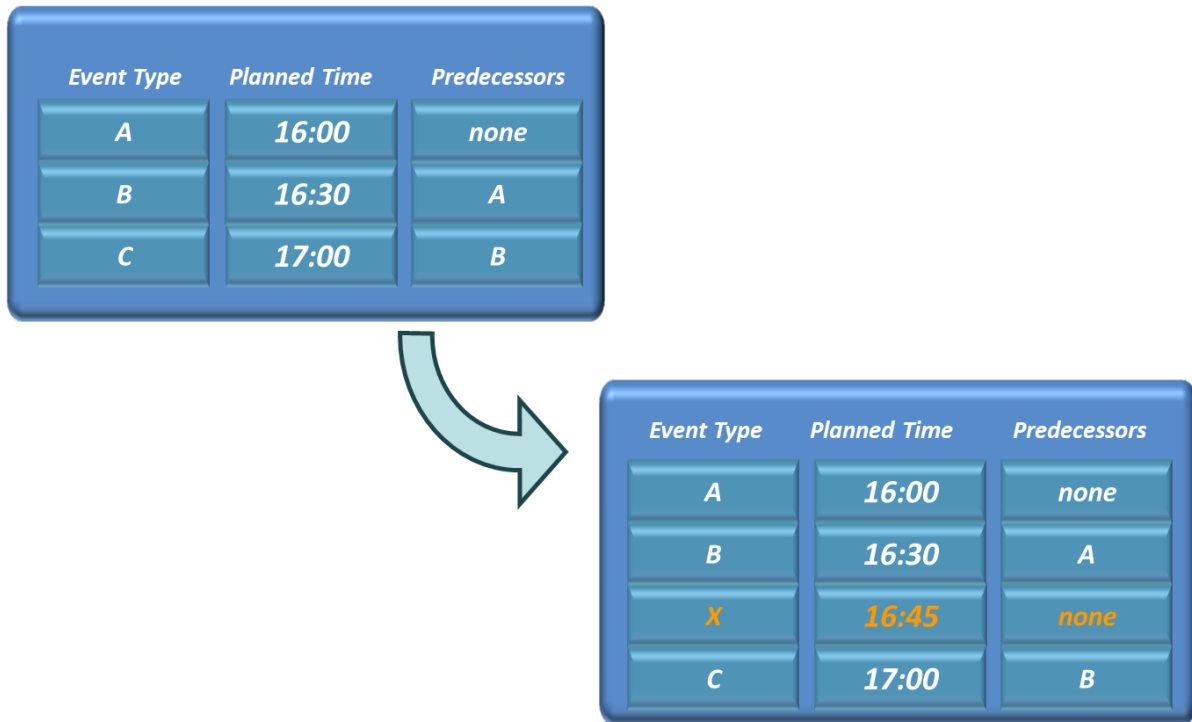 Event Type Planned Time Predecessors
A 16:00 none
B 16:30 A
C 17:00 B
Event Type Planned Time Predecessors
A 16:00 none
B 16:30 A
X 16:45 none
C 17:00 B